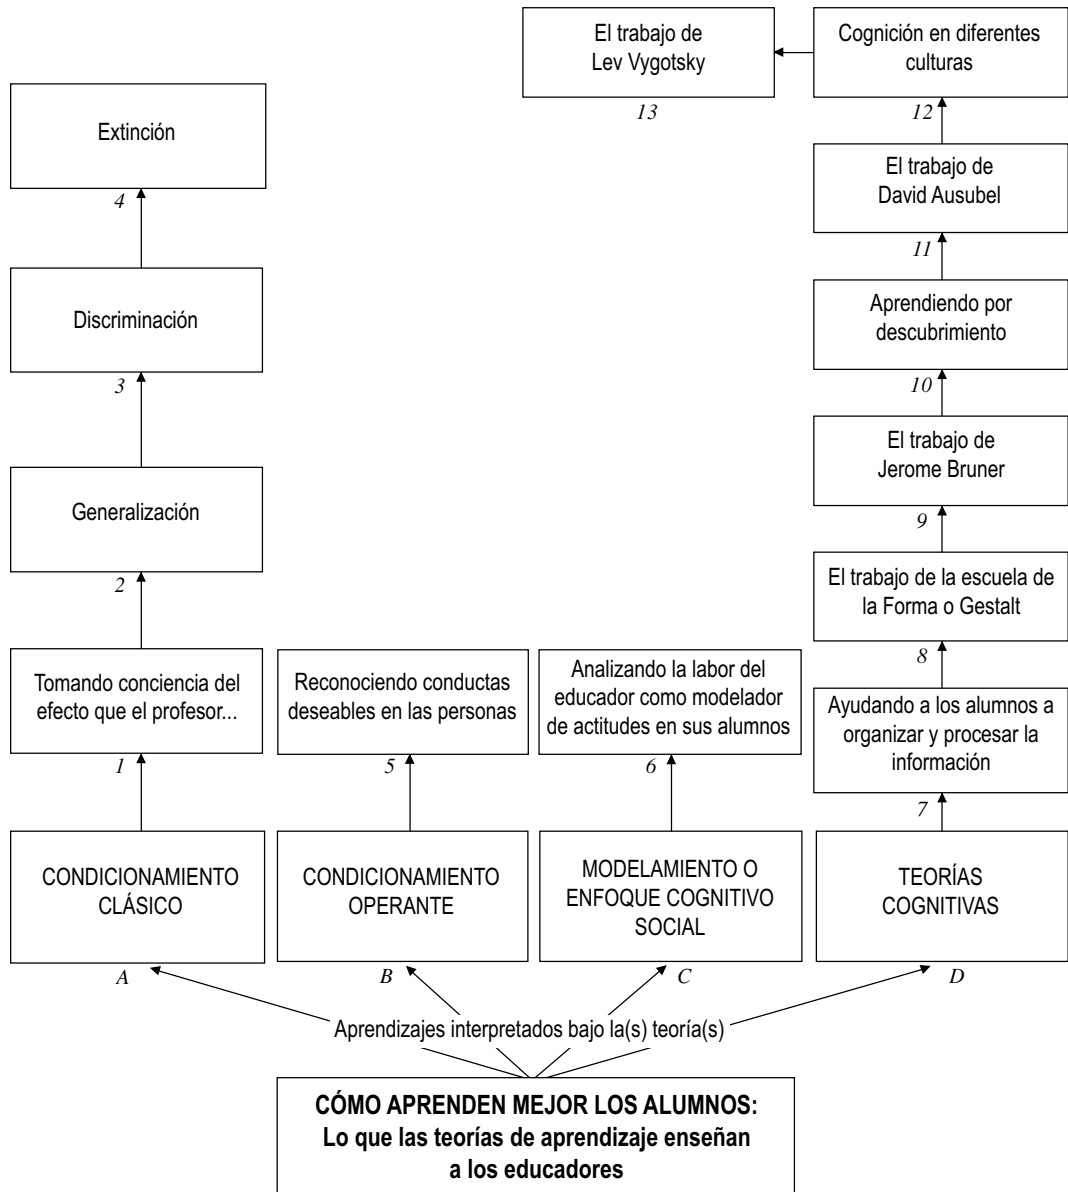 El trabajo de
Lev Vygotsky
13
Cognición en diferentes
culturas
12
Extinción
4
El trabajo de
David Ausubel
11
Discriminación
3
Aprendiendo por
descubrimiento
10
El trabajo de
Jerome Bruner
9
Generalización
2
El trabajo de la escuela de
la Forma o Gestalt
8
Tomando conciencia del
efecto que el profesor...
1
Reconociendo conductas
deseables en las personas
5
Analizando la labor del
educador como modelador
de actitudes en sus alumnos
6
Ayudando a los alumnos a
organizar y procesar la
información
7
CONDICIONAMIENTO
CLÁSICO
A
CONDICIONAMIENTO
OPERANTE
B
MODELAMIENTO O
ENFOQUE COGNITIVO
SOCIAL
C
TEORÍAS
COGNITIVAS
D
Aprendizajes interpretados bajo la(s) teoría(s)
CÓMO APRENDEN MEJOR LOS ALUMNOS:
Lo que las teorías de aprendizaje enseñan
a los educadores